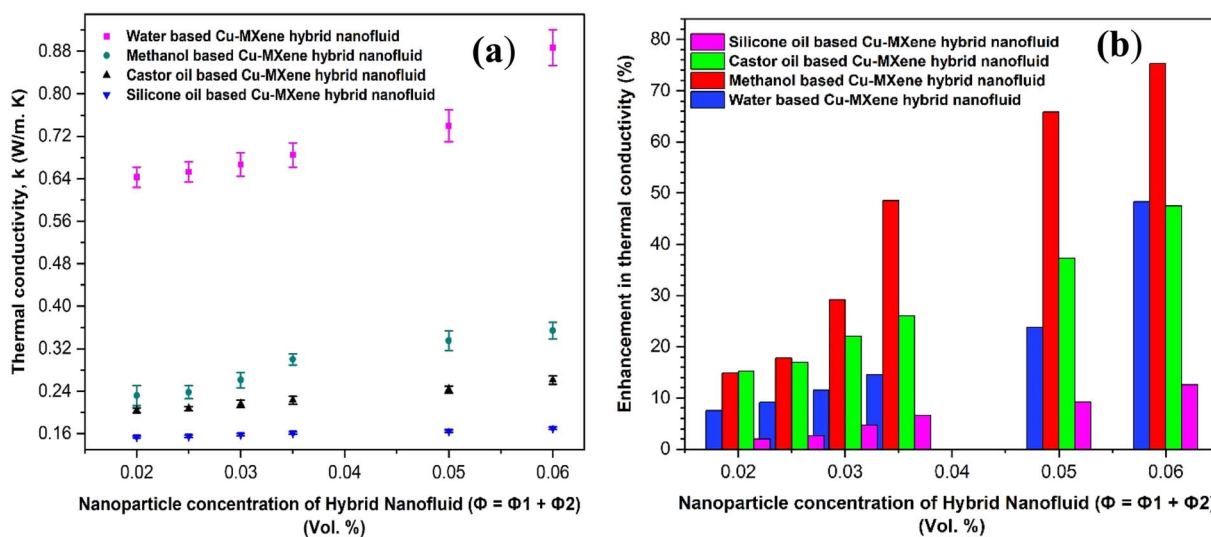 (a)
Water based Cu-MXene hybrid nanofluid
Methanol based Cu-MXene hybrid nanofluid
Castor oil based Cu-MXene hybrid nanofluid
Silicone oil based Cu-MXene hybrid nanofluid
Thermal conductivity, k (W/m. K)
0.88
0.80
0.72
0.64
0.56
0.48
0.40
0.32
0.24
0.16
0.02
0.03
0.04
0.05
0.06
Nanoparticle concentration of Hybrid Nanofluid (Φ = Φ1 + Φ2)
(Vol. %)
(b)
Silicone oil based Cu-MXene hybrid nanofluid
Castor oil based Cu-MXene hybrid nanofluid
Methanol based Cu-MXene hybrid nanofluid
Water based Cu-MXene hybrid nanofluid
Enhancement in thermal conductivity (%)
80
70
60
50
40
30
20
10
0
0.02
0.03
0.04
0.05
0.06
Nanoparticle concentration of Hybrid Nanofluid (Φ = Φ1 + Φ2)
(Vol. %)